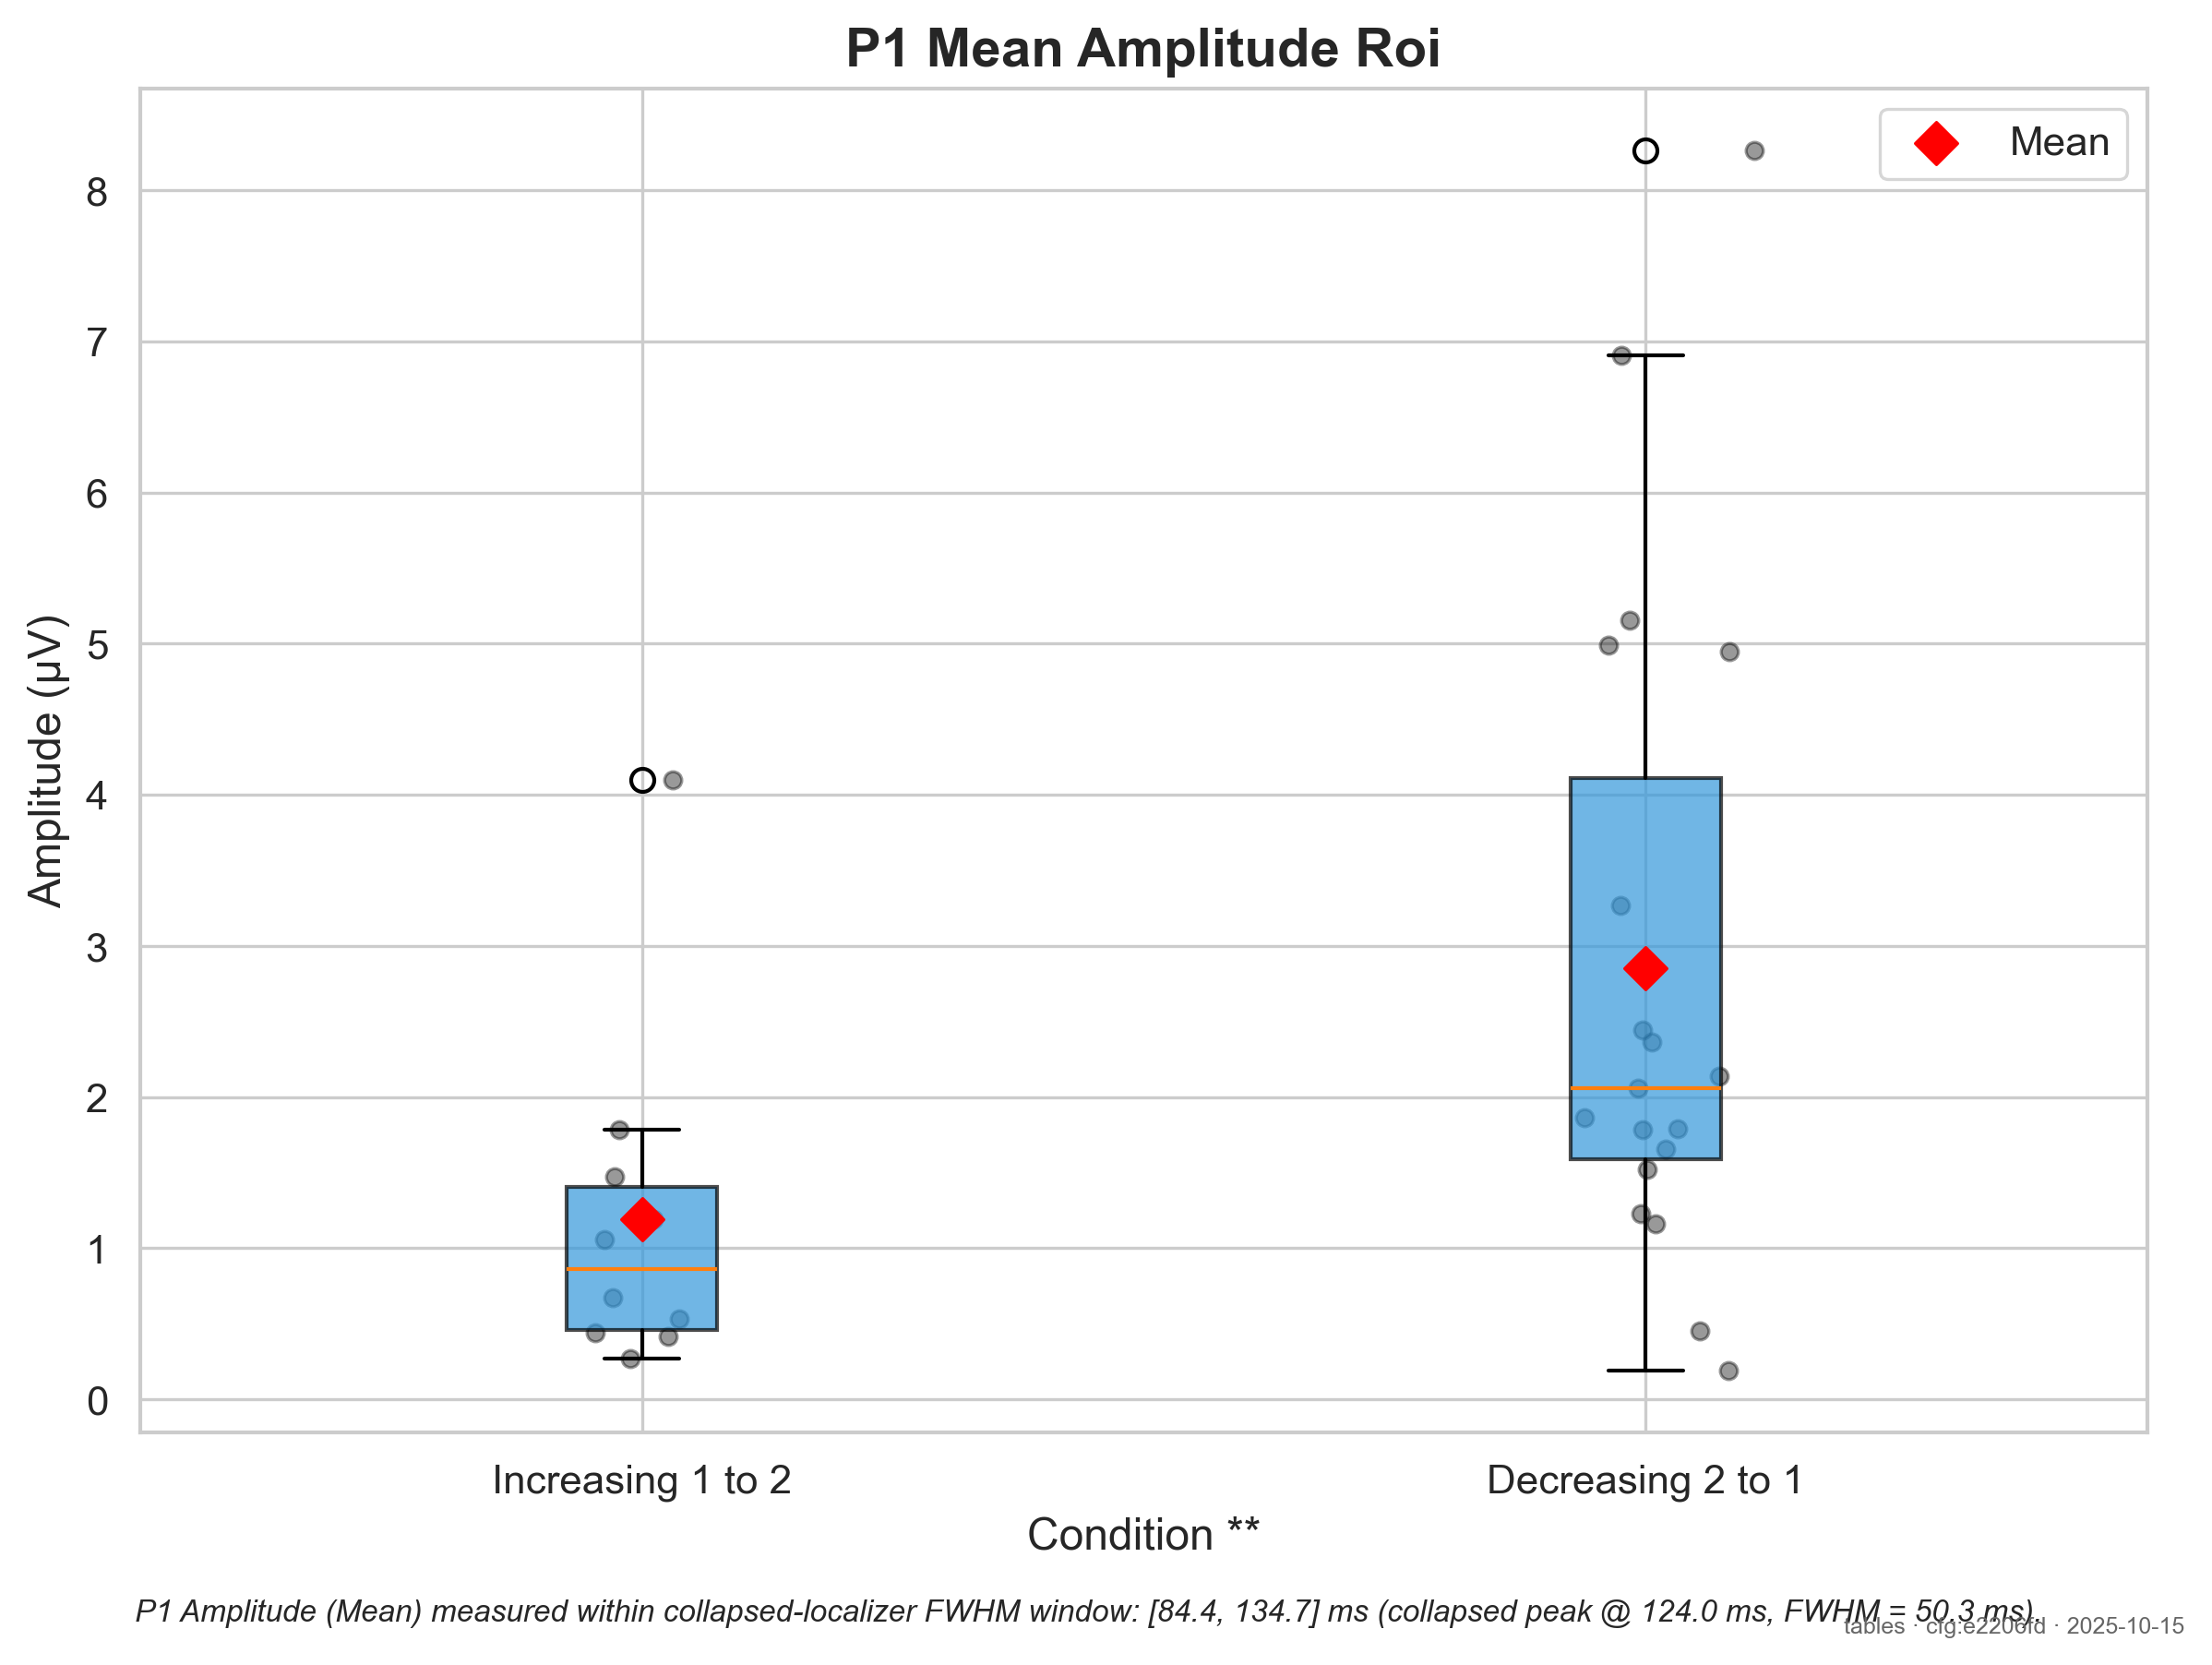 P1 Mean Amplitude Roi
Mean
8
7
6
5
4
3
2
1
0
Amplitude (µV)
Increasing 1 to 2
Decreasing 2 to 1
Condition **
P1 Amplitude (Mean) measured within collapsed-localizer FWHM window: [84.4, 134.7] ms (collapsed peak @ 124.0 ms, FWHM = 50.3 ms).
tables · cfg:e2206fd · 2025-10-15